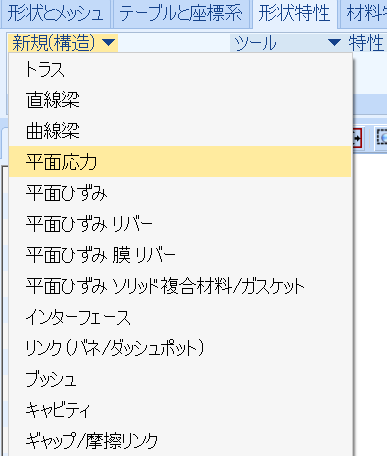 形状とメッシュ テーブルと座標系 形状特性
新規(構造) ツール 特性
トラス
直線梁
曲線梁
平面応力
平面ひずみ
平面ひずみ リバー
平面ひずみ 膜 リバー
平面ひずみ ソリッド複合材料/ガスケット
インターフェース
リンク(バネ/ダッシュポット)
ブッシュ
キャビティ
ギャップ/摩擦リンク